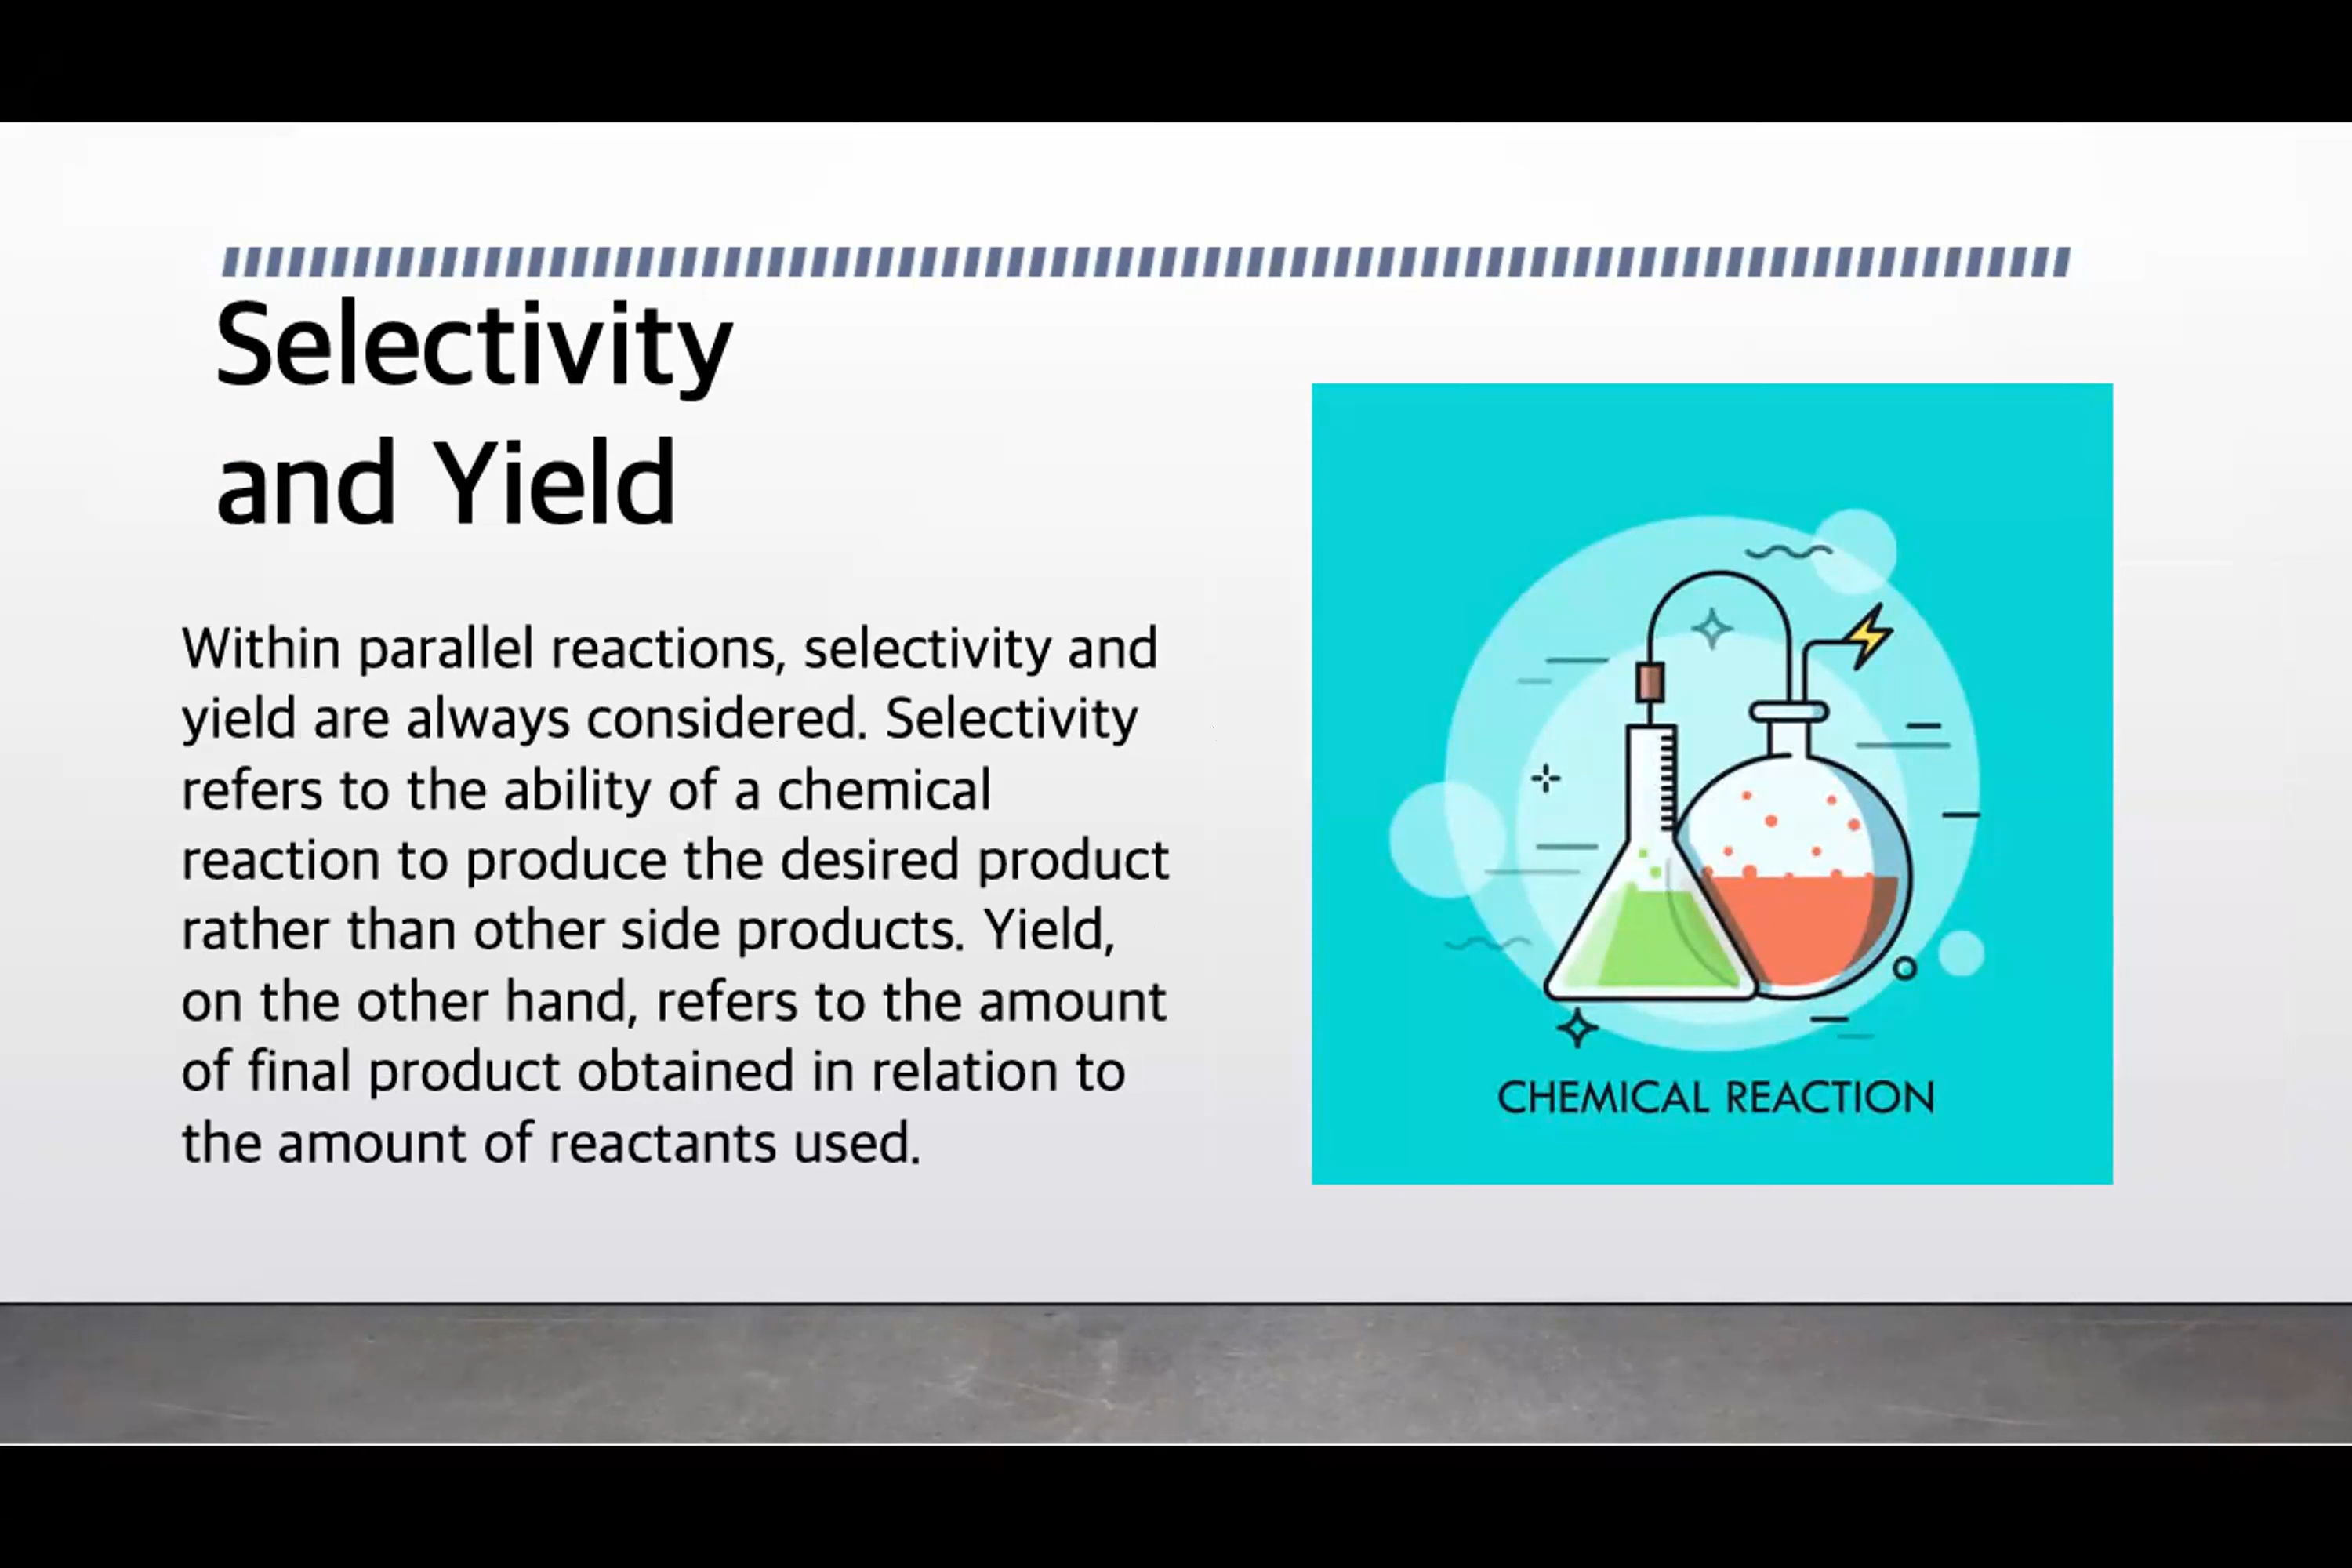 Selectivity
and Yield
Within parallel reactions, selectivity and
yield are always considered. Selectivity
refers to the ability of a chemical
reaction to produce the desired product
rather than other side products. Yield,
on the other hand, refers to the amount
of final product obtained in relation to
the amount of reactants used.
CHEMICAL REACTION